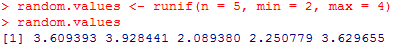 > random.values <- runif(n = 5, min = 2, max = 4)
> random.values
[1] 3.609393 3.928441 2.089380 2.250779 3.629655